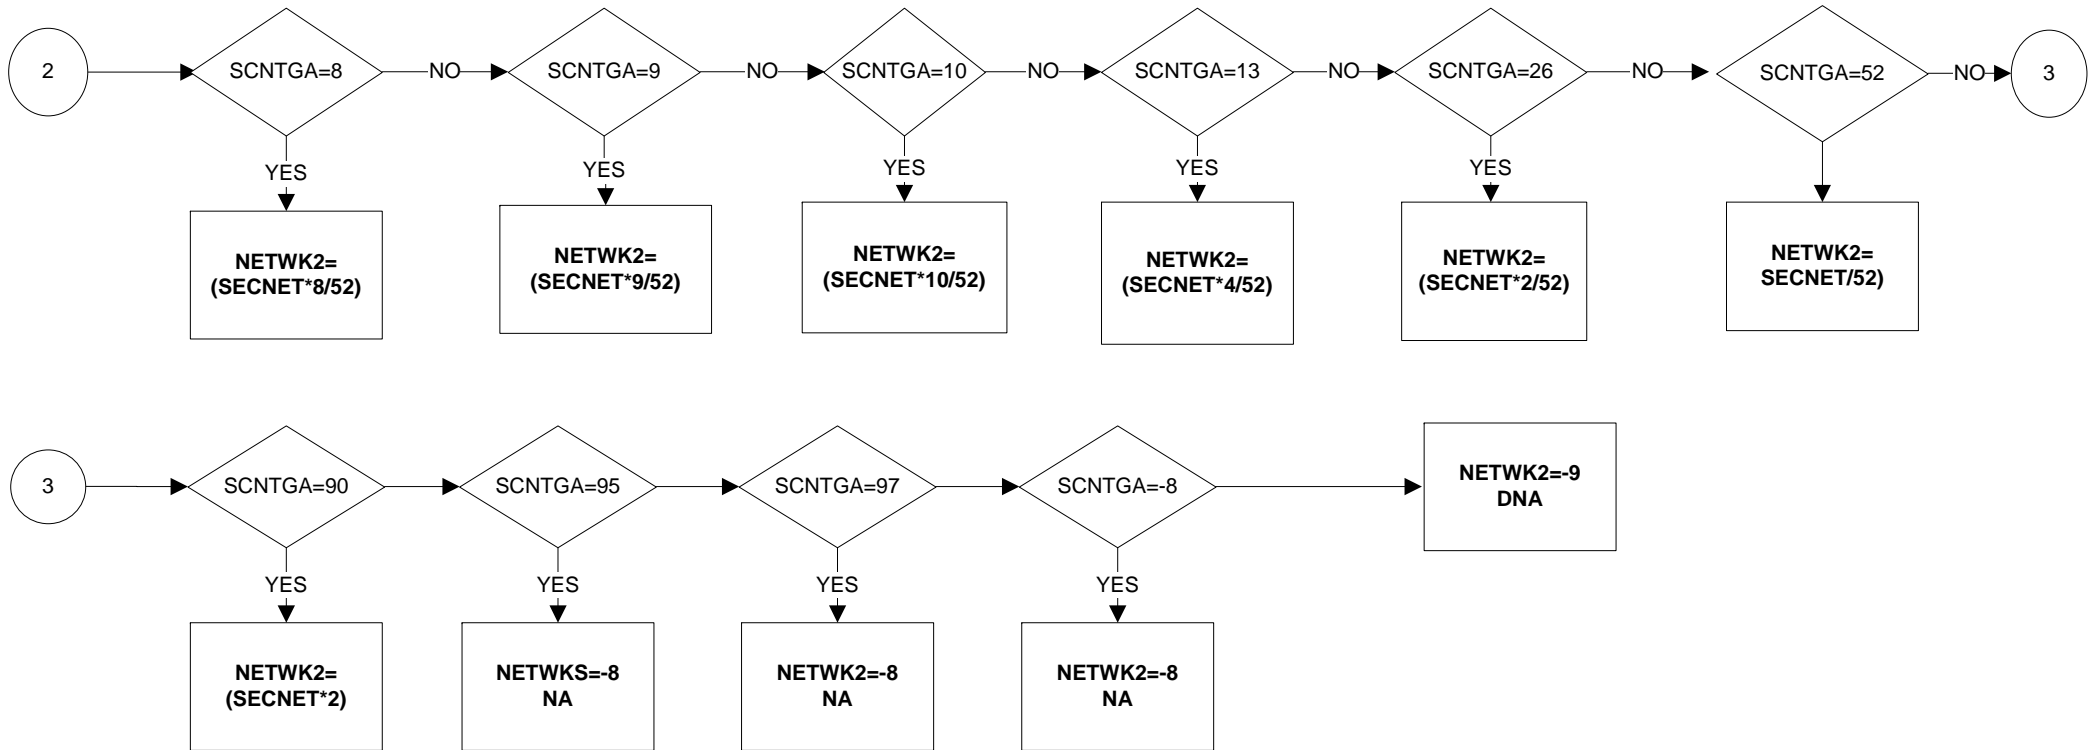 2
SCNTGA=8
NO
SCNTGA=9
NO
SCNTGA=10
NO
SCNTGA=13
NO
SCNTGA=26
NO
SCNTGA=52
NO
3
YES
YES
YES
YES
YES
NETWK2=
(SECNET*8/52)
NETWK2=
(SECNET*9/52)
NETWK2=
(SECNET*10/52)
NETWK2=
(SECNET*4/52)
NETWK2=
(SECNET*2/52)
NETWK2=
SECNET/52)
3
SCNTGA=90
SCNTGA=95
SCNTGA=97
SCNTGA=-8
NETWK2=-9
DNA
YES
YES
YES
YES
NETWK2=
(SECNET*2)
NETWKS=-8
NA
NETWK2=-8
NA
NETWK2=-8
NA